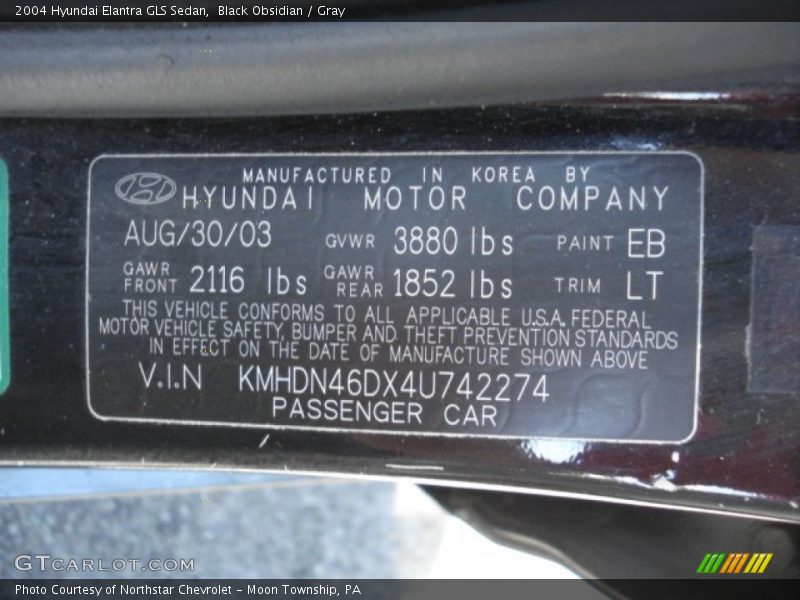 2004 Hyundai Elantra GLS Sedan, Black Obsidian / Gray
MANUFACTURED IN KOREA BY
HYUNDAI MOTOR COMPANY
AUG/30/03 GVWR 3880 lbs PAINT EB
GAWR FRONT 2116 lbs GAWR REAR 1852 lbs TRIM LT
THIS VEHICLE CONFORMS TO ALL APPLICABLE U.S.A. FEDERAL
MOTOR VEHICLE SAFETY, BUMPER AND THEFT PREVENTION STANDARDS
IN EFFECT ON THE DATE OF MANUFACTURE SHOWN ABOVE
V.I.N KMHDN46DX4U742274
PASSENGER CAR
GTCARLOT.COM
Photo Courtesy of Northstar Chevrolet - Moon Township, PA